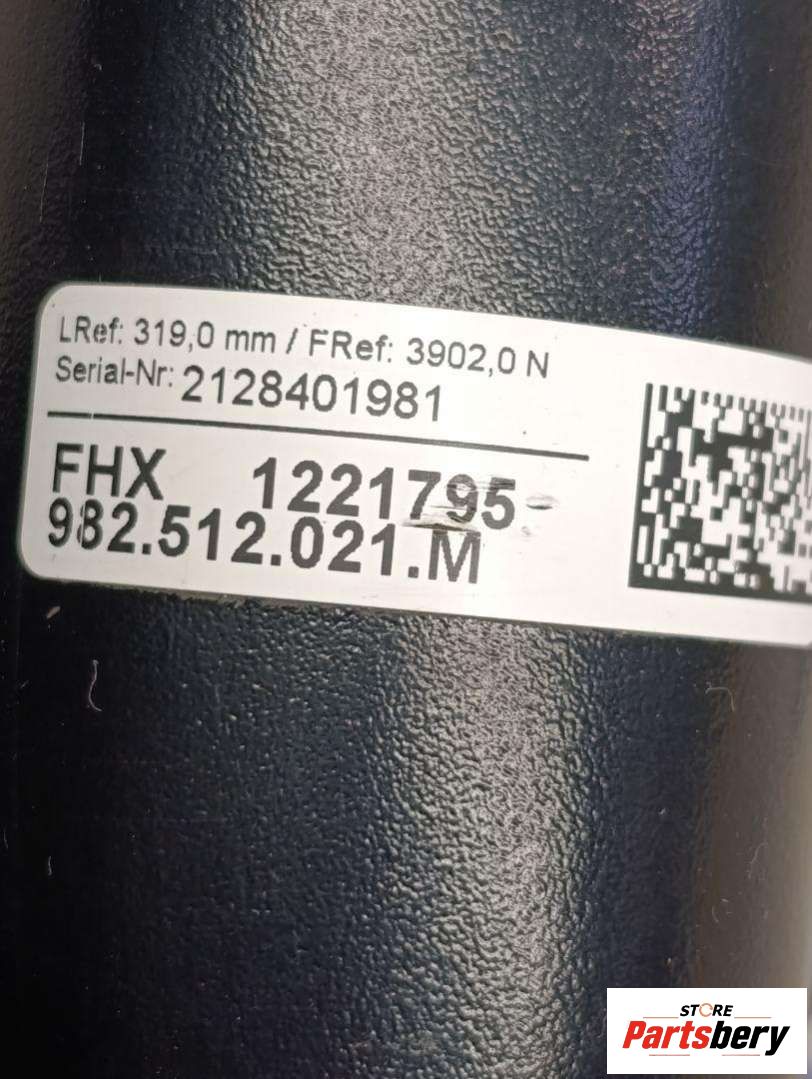 LRef: 319,0 mm / FRef: 3902,0 N
Serial-Nr: 2128401981
FHX 1221795
982.512.021.M
STORE
Partsbery